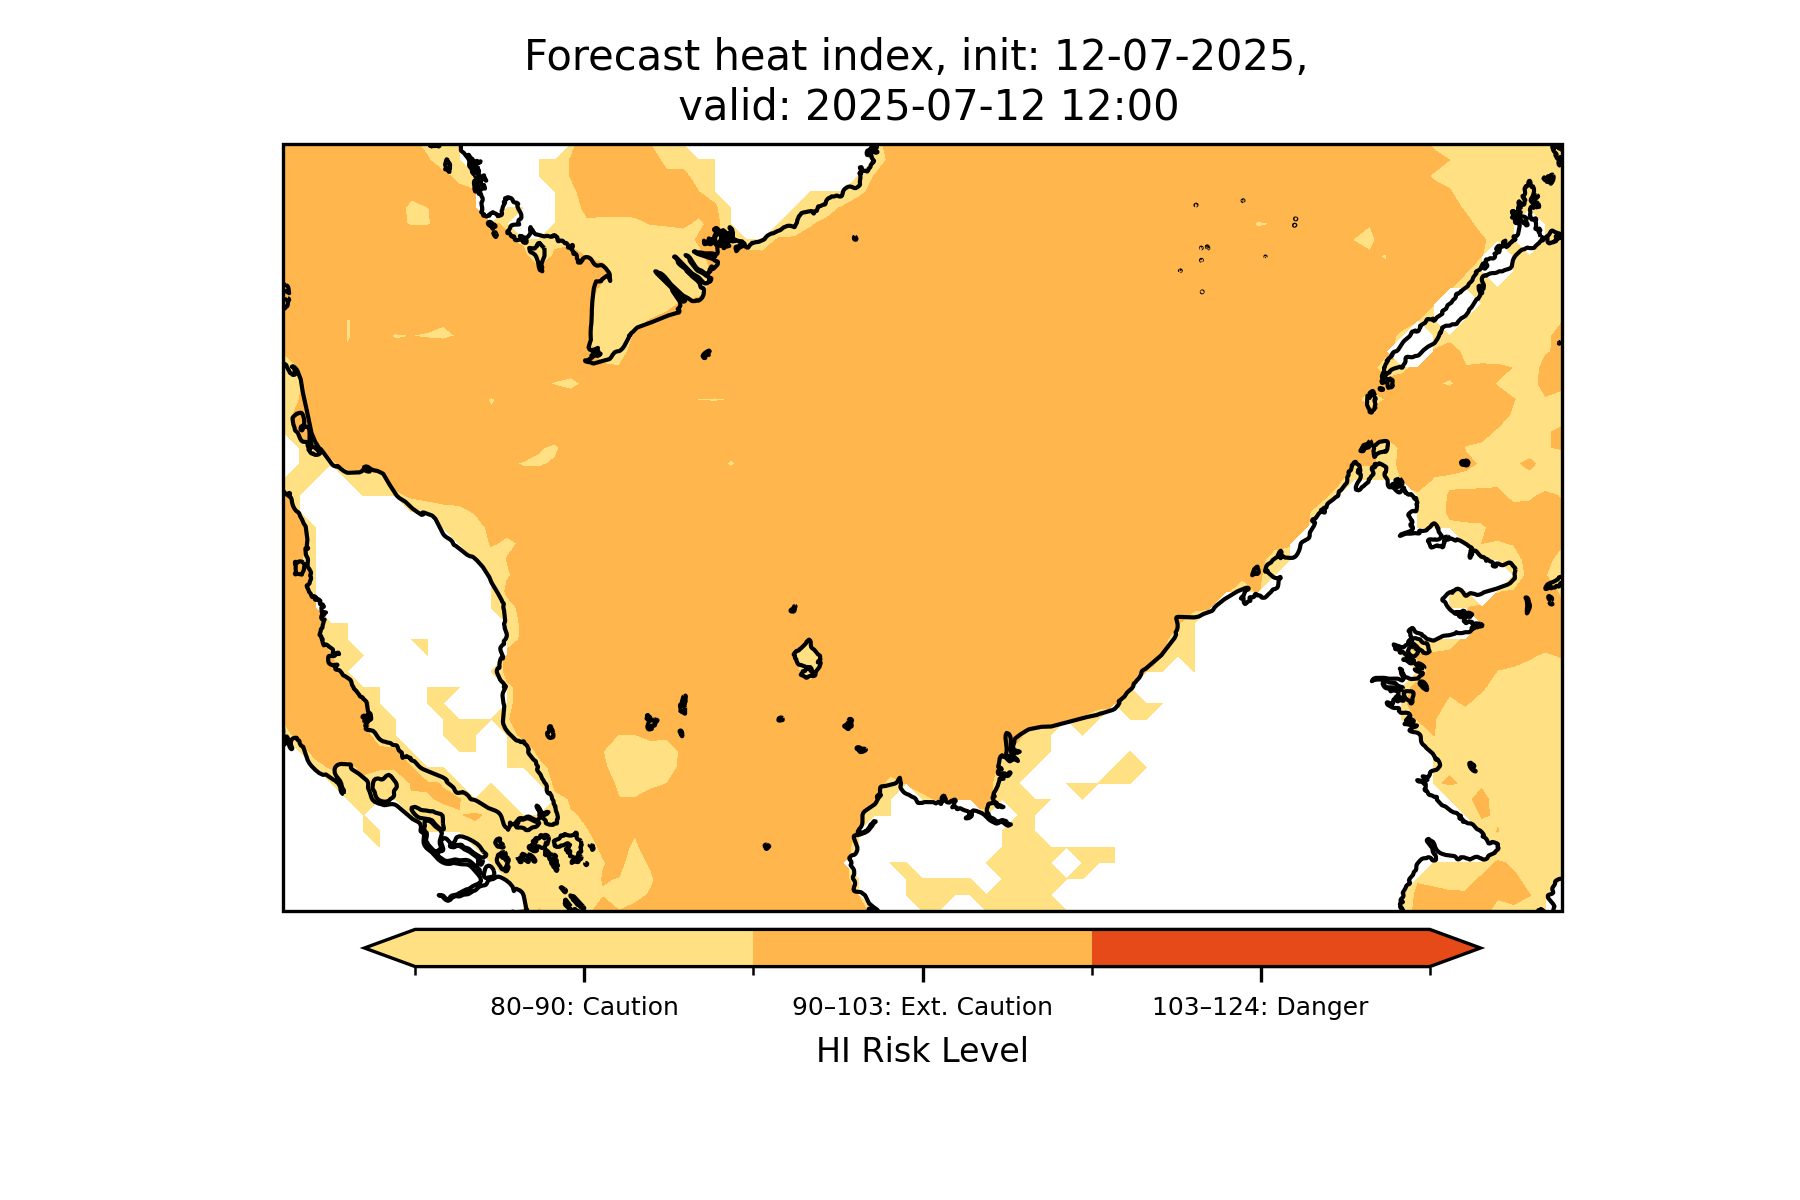 Forecast heat index, init: 12-07-2025,
valid: 2025-07-12 12:00
80–90: Caution
90–103: Ext. Caution
103–124: Danger
HI Risk Level